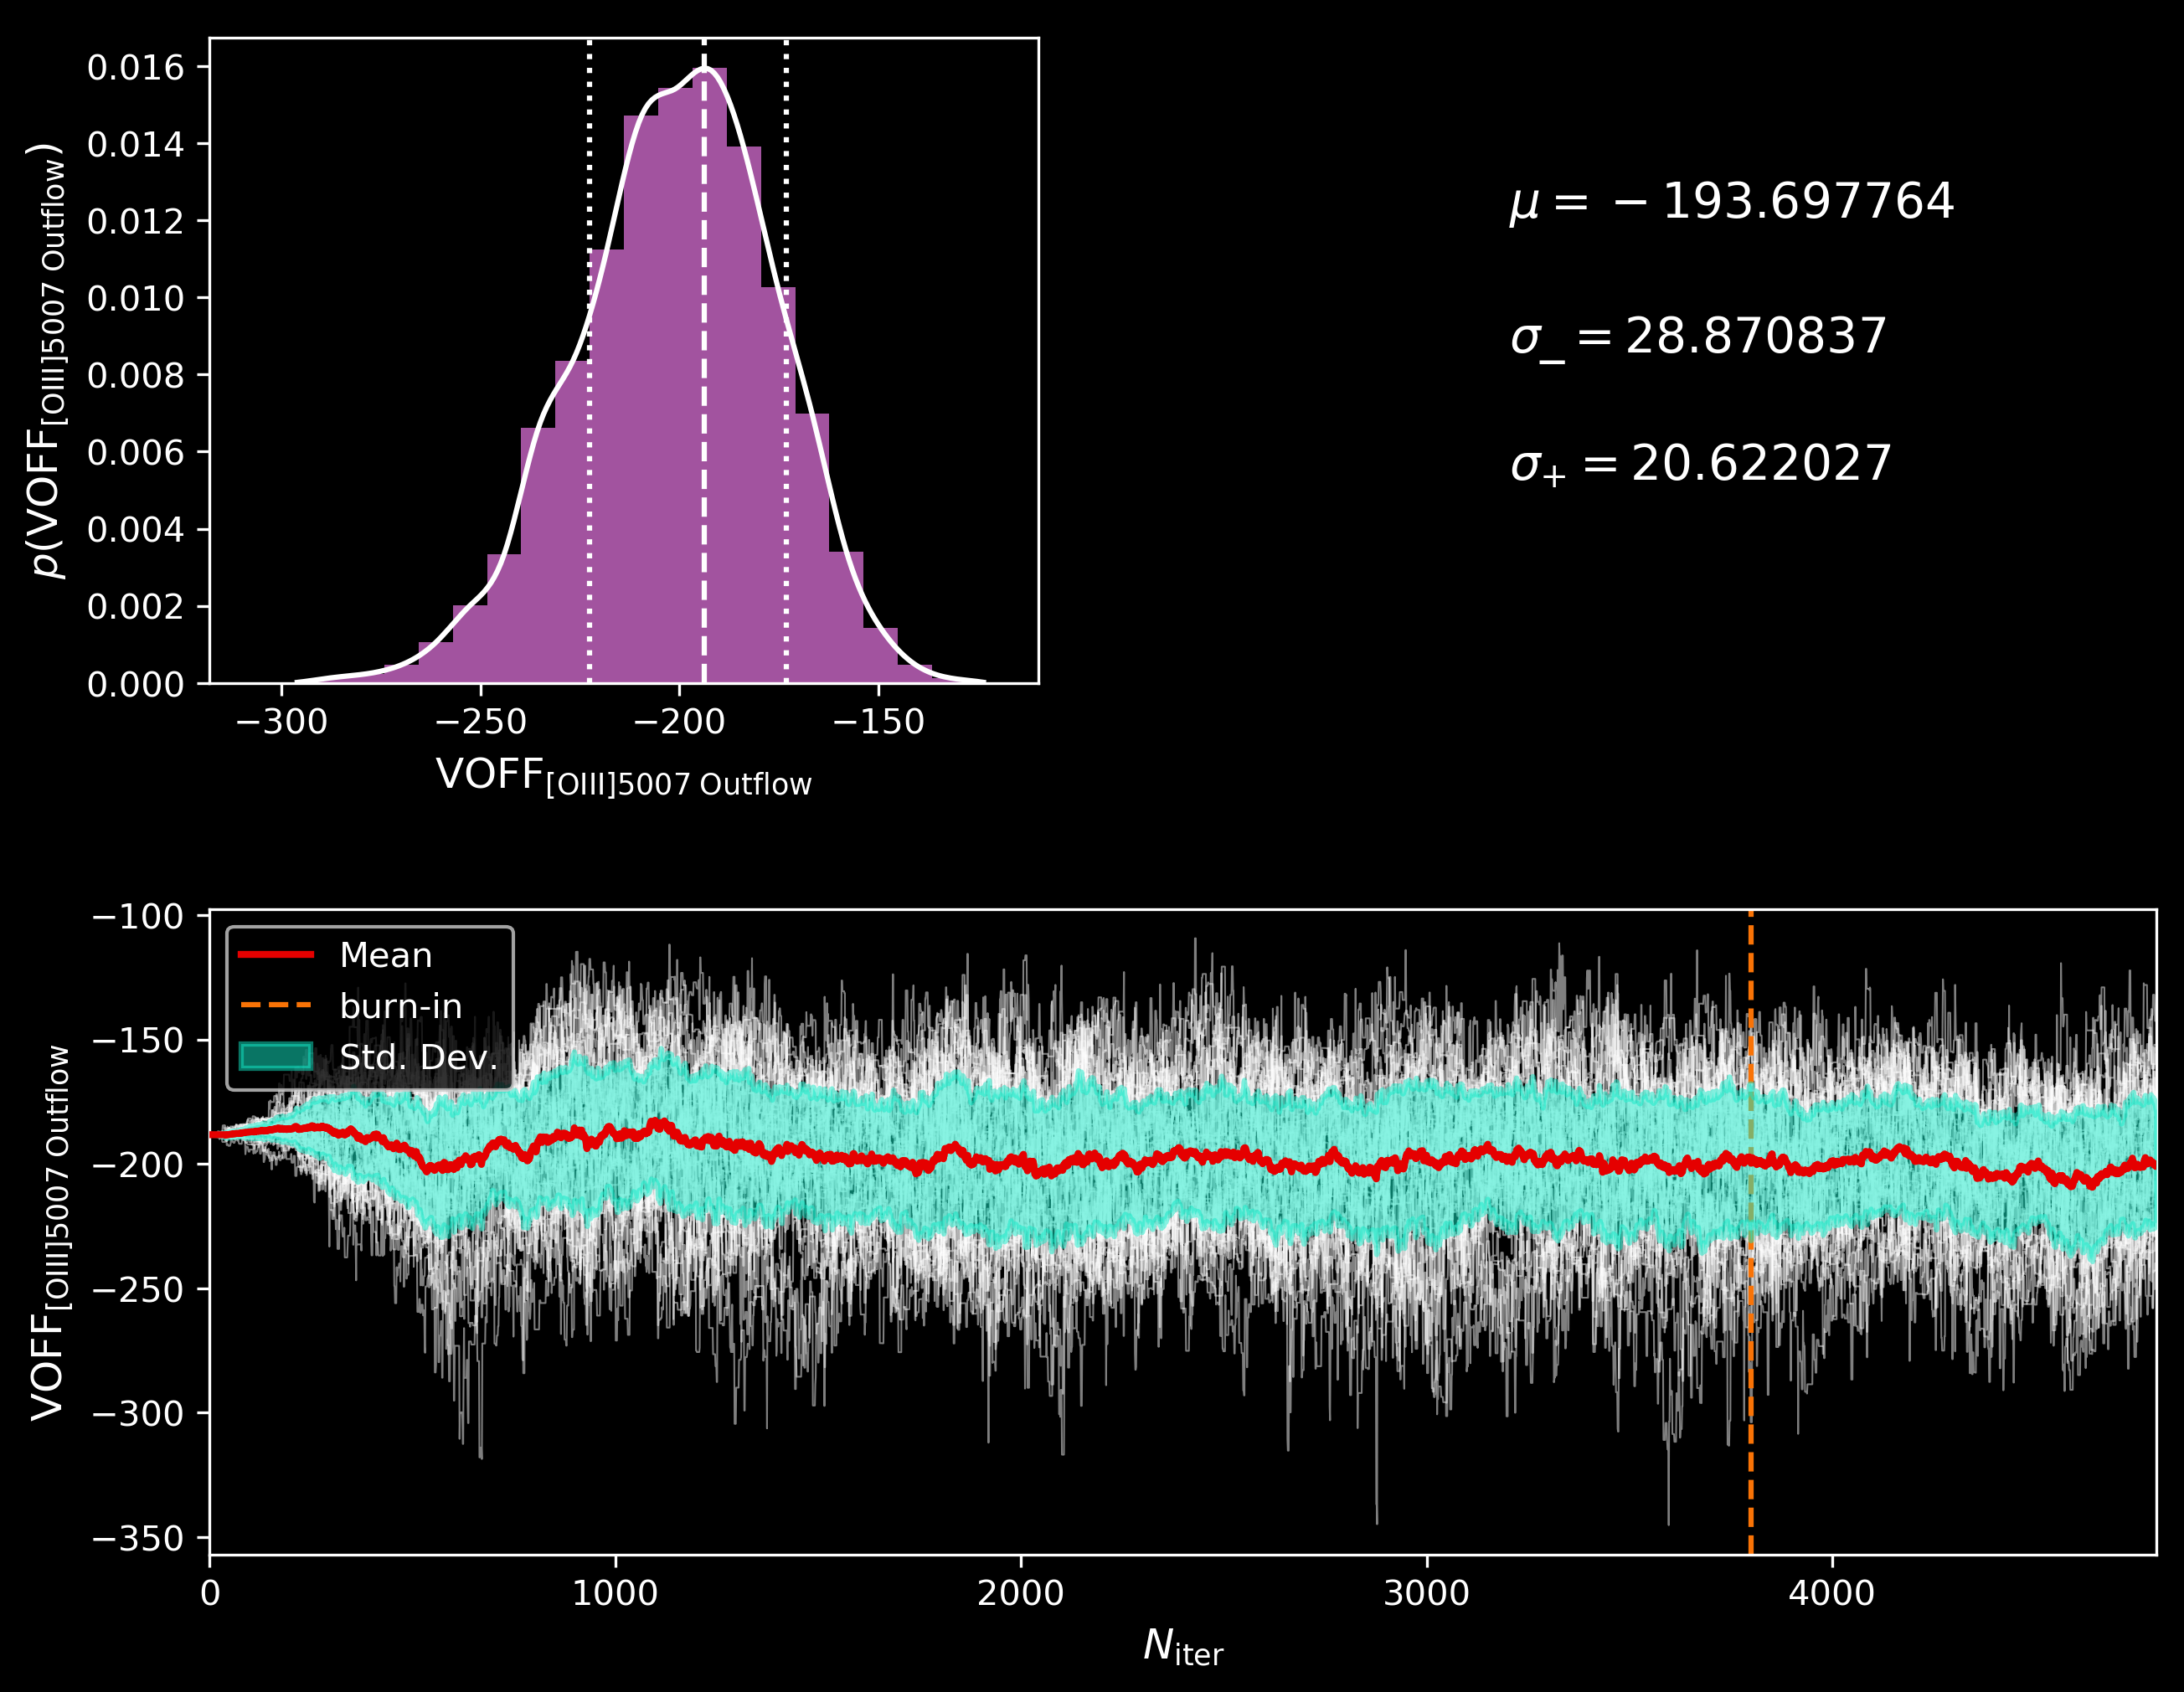 0.016
0.014
0.012
0.010
0.008
0.006
0.004
0.002
0.000
p(VOFF[OIII]5007 Outflow)
−300 −250 −200 −150
VOFF[OIII]5007 Outflow
μ = − 193.697764
σ− = 28.870837
σ+ = 20.622027
−100
−150
−200
−250
−300
−350
VOFF[OIII]5007 Outflow
Mean
burn-in
Std. Dev.
0 1000 2000 3000 4000
Niter